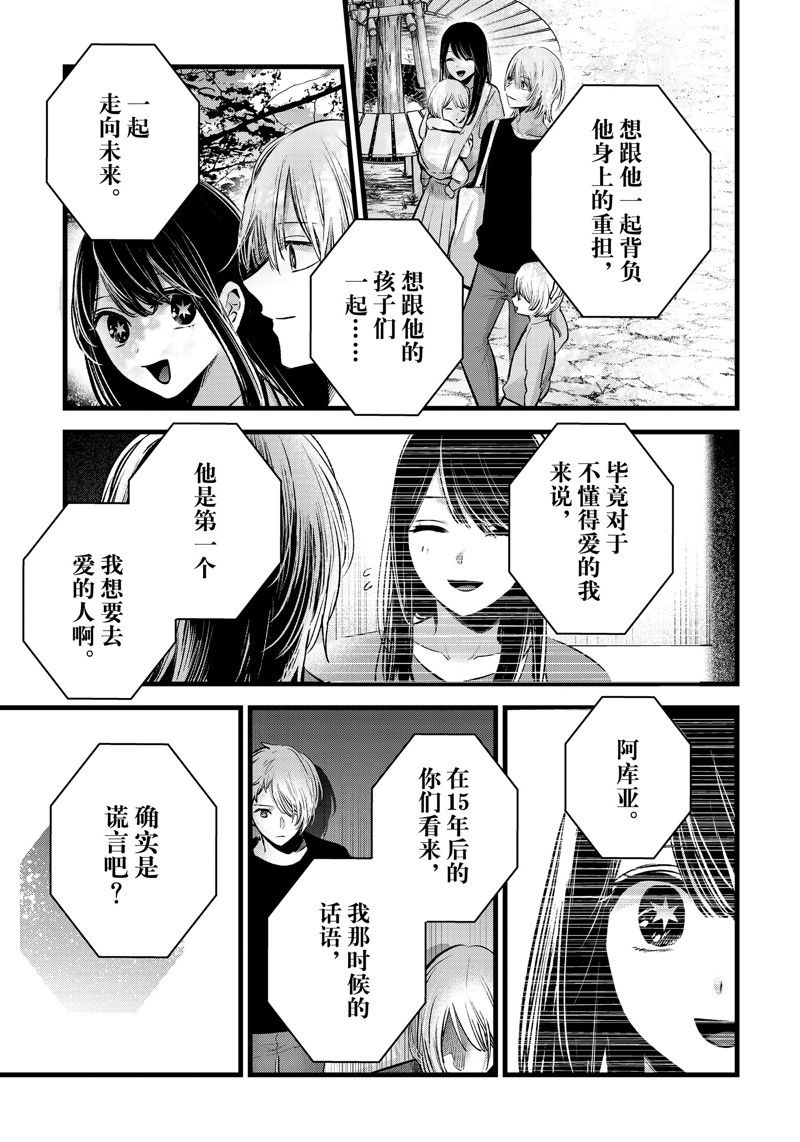 想跟他一起背负
他身上的重担，
想跟他的
孩子们
一起……
一起
走向未来。
毕竟对于
不懂得爱的我
来说，
他是第一个
我想要去
爱的人啊。
阿库亚。
在15年后的
你们看来，
我那时候的
话语，
确实是
谎言吧？